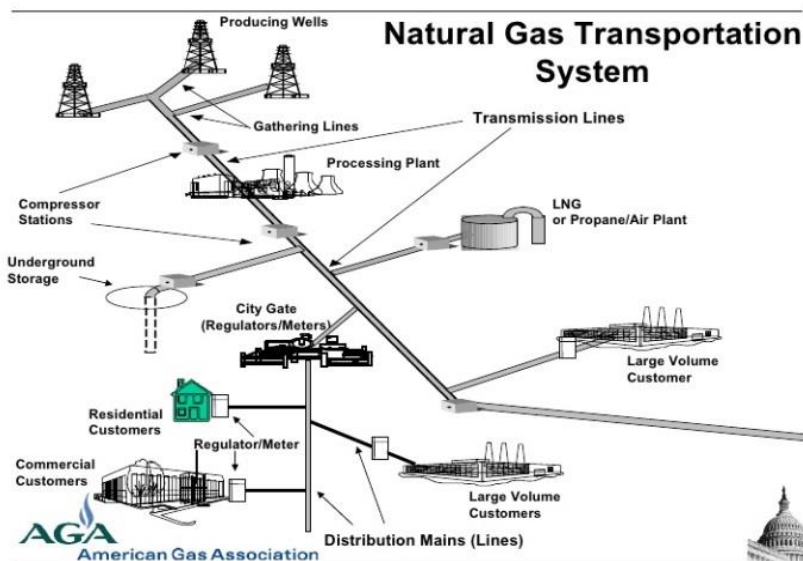 Natural Gas Transportation
System
Producing Wells
Gathering Lines
Transmission Lines
Processing Plant
Compressor
Stations
LNG
or Propane/Air Plant
Underground
Storage
City Gate
(Regulators/Meters)
Large Volume
Customer
Residential
Customers
Regulator/Meter
Commercial
Customers
Large Volume
Customers
Distribution Mains (Lines)
AGA
American Gas Association